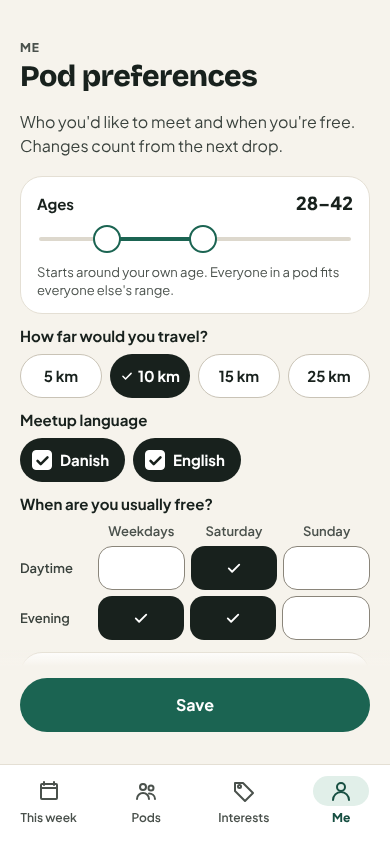 ME
Pod preferences
Who you'd like to meet and when you're free.
Changes count from the next drop.
Ages 28–42
Starts around your own age. Everyone in a pod fits
everyone else's range.
How far would you travel?
5 km 10 km 15 km 25 km
Meetup language
Danish English
When are you usually free?
Weekdays Saturday Sunday
Daytime
Evening
Save
This week Pods Interests Me